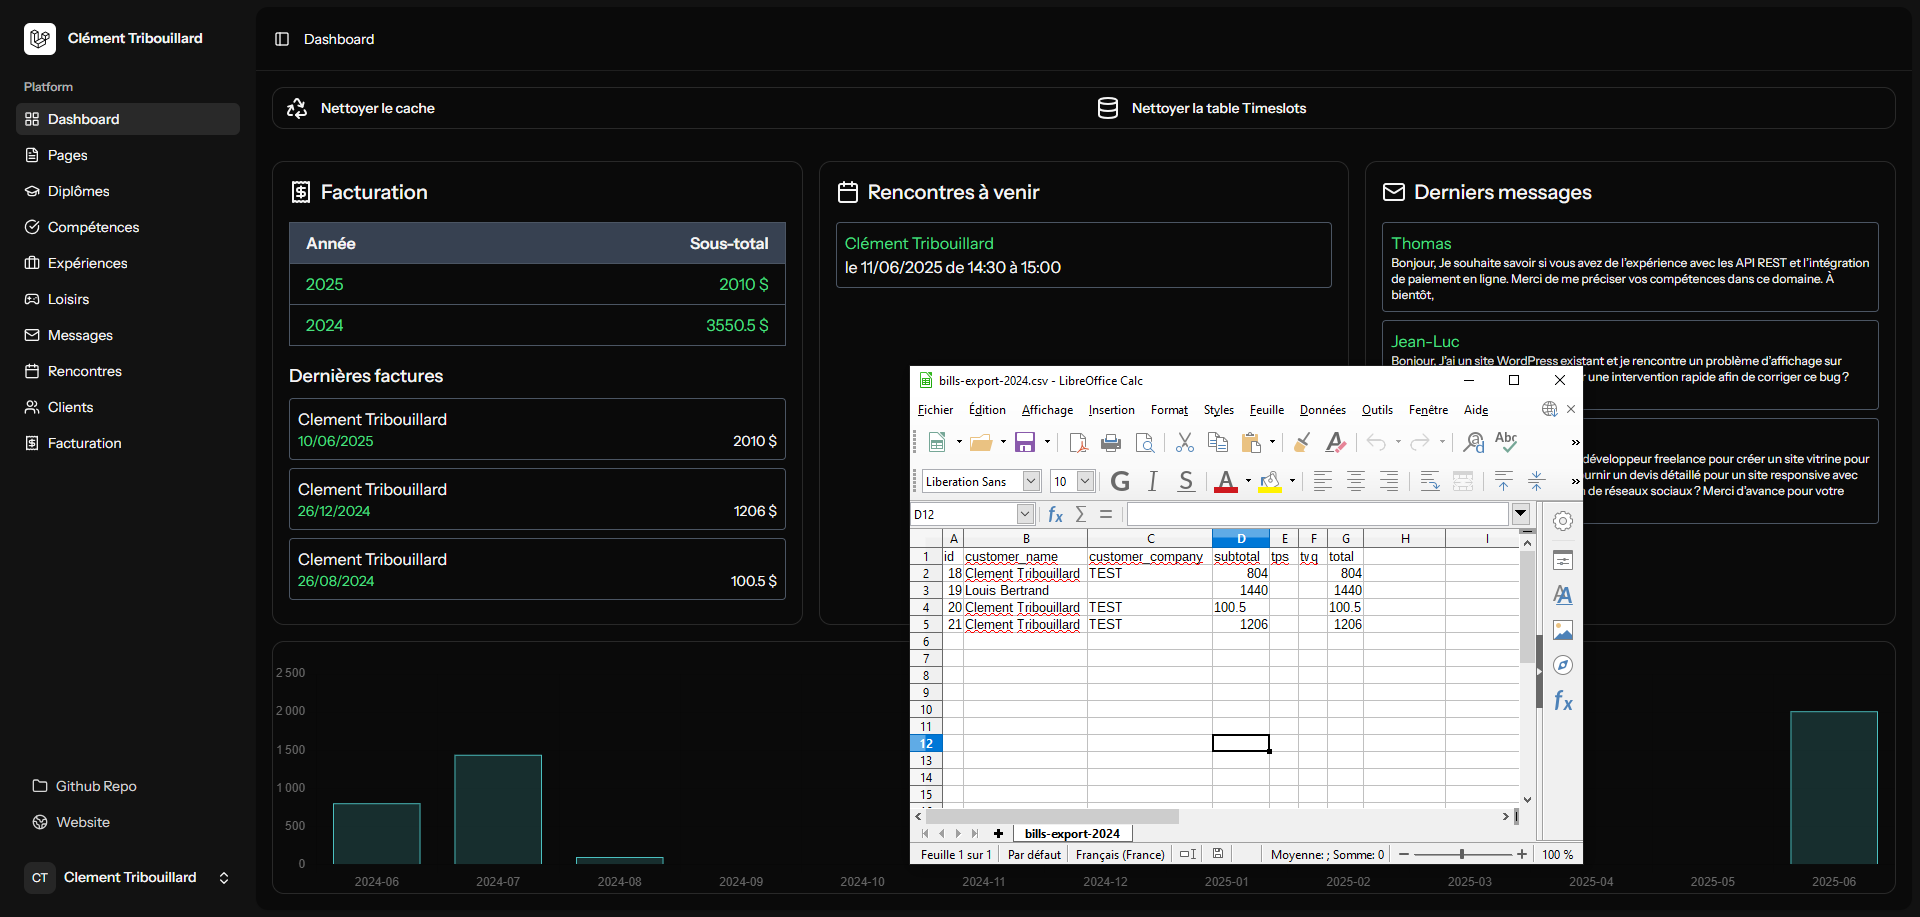 Clément Tribouillard
Platform
Dashboard
Pages
Diplômes
Compétences
Expériences
Loisirs
Messages
Rencontres
Clients
Facturation
Github Repo
Website
CT Clement Tribouillard
Dashboard
Nettoyer le cache
Nettoyer la table Timeslots
Facturation
Année Sous-total
2025 2010 $
2024 3550.5 $
Dernières factures
Clement Tribouillard
10/06/2025 2010 $
Clement Tribouillard
26/12/2024 1206 $
Clement Tribouillard
26/08/2024 100.5 $
Rencontres à venir
Clément Tribouillard
le 11/06/2025 de 14:30 à 15:00
Derniers messages
Thomas
Bonjour, Je souhaite savoir si vous avez de l'expérience avec les API REST et l'intégration
de paiement en ligne. Merci de me préciser vos compétences dans ce domaine. À
bientôt,
Jean-Luc
Bonjour, J'ai un site WordPress existant et je rencontre un problème d'affichage sur
une intervention rapide afin de corriger ce bug ?
développeur freelance pour créer un site vitrine pour
urnir un devis détaillé pour un site responsive avec
de réseaux sociaux ? Merci d'avance pour votre
bills-export-2024.csv - LibreOffice Calc
Fichier Édition Affichage Insertion Format Styles Feuille Données Outils Fenêtre Aide
Abc
Liberation Sans 10 G I S A
D12 fx Σ =
A B C D E F G H I
1 id customer_name customer_company subtotal tps tvq total
2 18 Clement Tribouillard TEST 804 804
3 19 Louis Bertrand 1440 1440
4 20 Clement Tribouillard TEST 100.5 100.5
5 21 Clement Tribouillard TEST 1206 1206
6
7
8
9
10
11
12
13
14
15
bills-export-2024
Feuille 1 sur 1 Par défaut Français (France) Moyenne: ; Somme: 0 100 %
2 500
2 000
1 500
1 000
500
0
2024-06 2024-07 2024-08 2024-09 2024-10 2024-11 2024-12 2025-01 2025-02 2025-03 2025-04 2025-05 2025-06